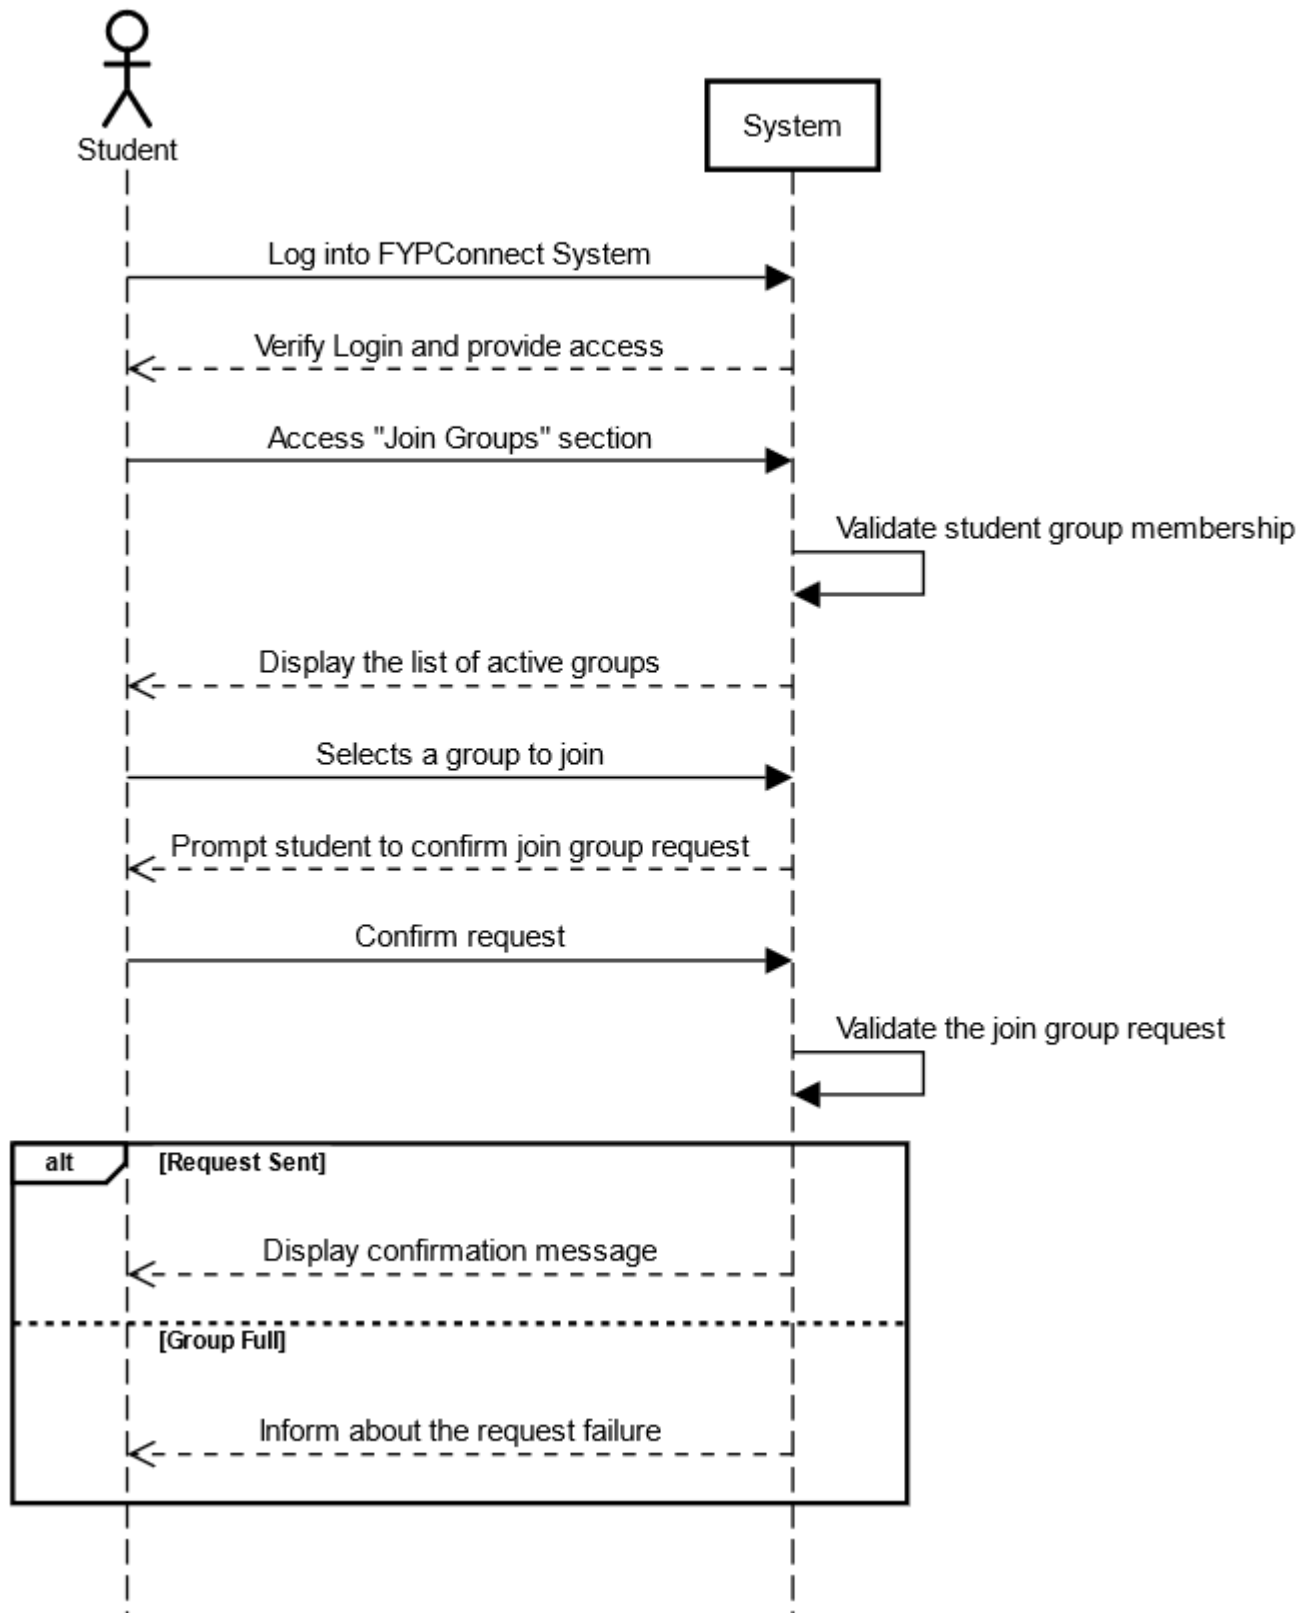 Student
System
Log into FYPConnect System
Verify Login and provide access
Access "Join Groups" section
Validate student group membership
Display the list of active groups
Selects a group to join
Prompt student to confirm join group request
Confirm request
Validate the join group request
alt
[Request Sent]
Display confirmation message
[Group Full]
Inform about the request failure